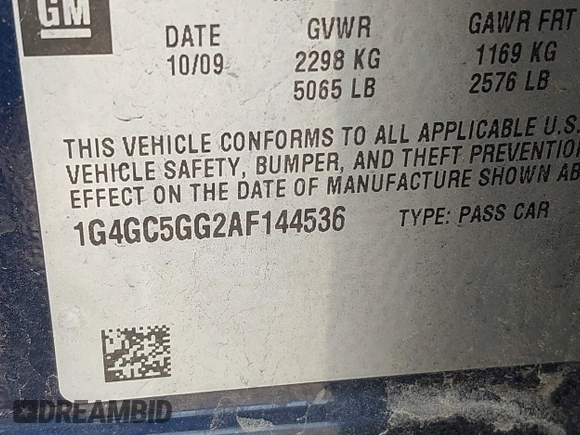 GM
DATE GVWR GAWR FRT
10/09 2298 KG 1169 KG
5065 LB 2576 LB
THIS VEHICLE CONFORMS TO ALL APPLICABLE U.S.
VEHICLE SAFETY, BUMPER, AND THEFT PREVENTION
EFFECT ON THE DATE OF MANUFACTURE SHOWN AB
1G4GC5GG2AF144536 TYPE: PASS CAR
DREAMBID